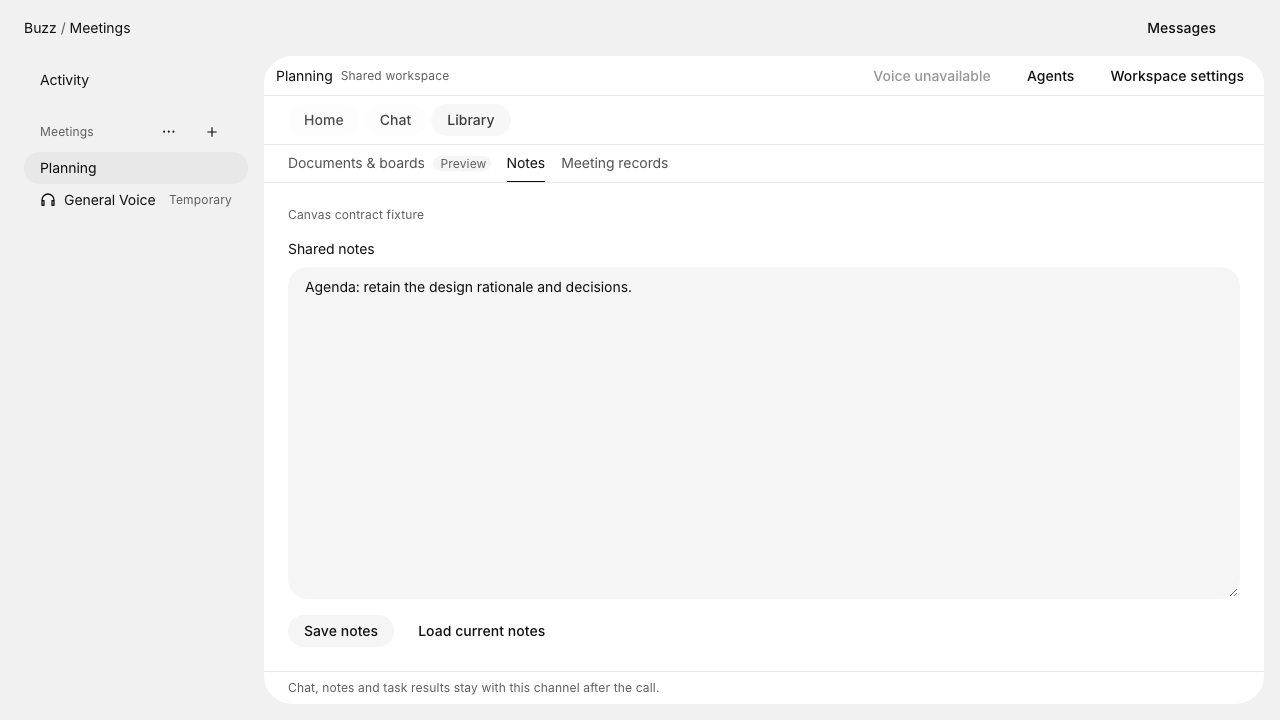 Buzz / Meetings
Messages
Activity
Meetings
Planning
General Voice Temporary
Planning Shared workspace
Voice unavailable
Agents
Workspace settings
Home
Chat
Library
Documents & boards Preview
Notes
Meeting records
Canvas contract fixture
Shared notes
Agenda: retain the design rationale and decisions.
Save notes
Load current notes
Chat, notes and task results stay with this channel after the call.